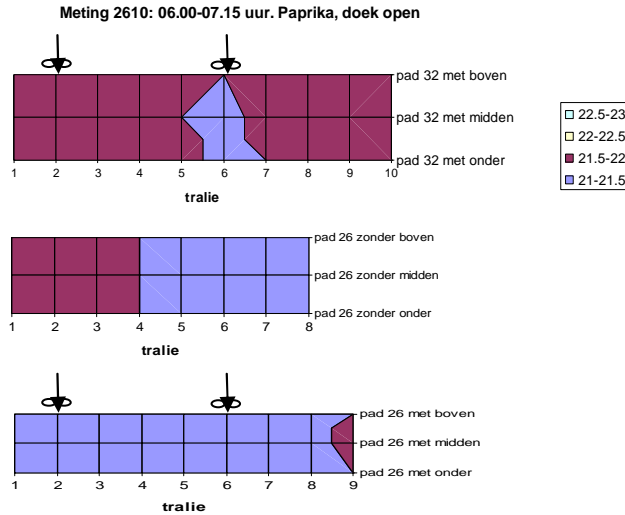 Meting 2610: 06.00-07.15 uur. Paprika, doek open
pad 32 met boven
pad 32 met midden
pad 32 met onder
1 2 3 4 5 6 7 8 9 10
tralie
22.5-23
22-22.5
21.5-22
21-21.5
pad 26 zonder boven
pad 26 zonder midden
pad 26 zonder onder
1 2 3 4 5 6 7 8
tralie
pad 26 met boven
pad 26 met midden
pad 26 met onder
1 2 3 4 5 6 7 8 9
tralie